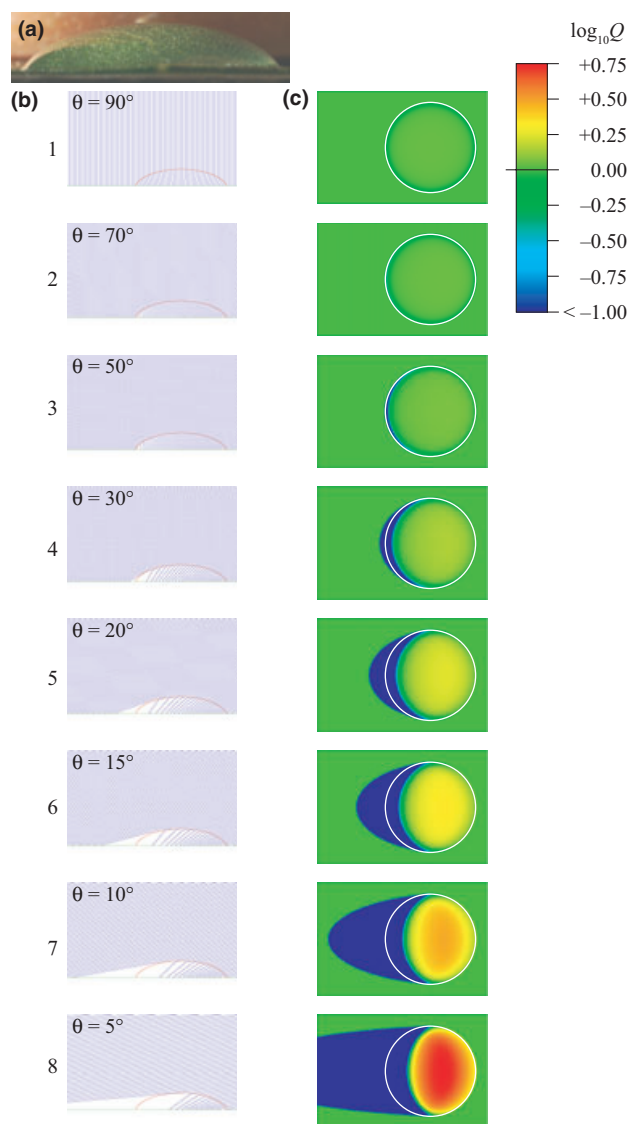 (a)
(b)
(c)
log₁₀Q
+0.75
+0.50
+0.25
0.00
–0.25
–0.50
–0.75
< –1.00
θ = 90°
1
θ = 70°
2
θ = 50°
3
θ = 30°
4
θ = 20°
5
θ = 15°
6
θ = 10°
7
θ = 5°
8